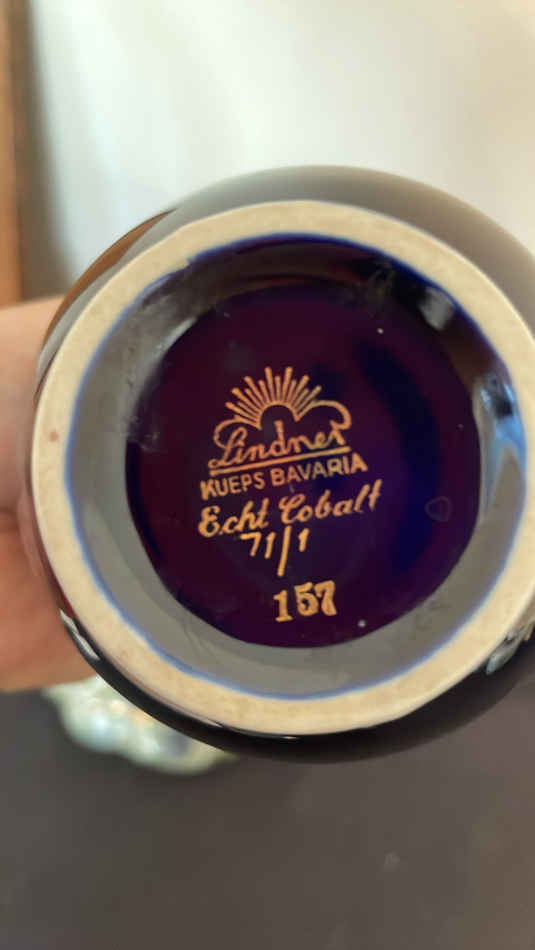 Lindner
KUEPS BAVARIA
Echt Cobalt
71/1
157